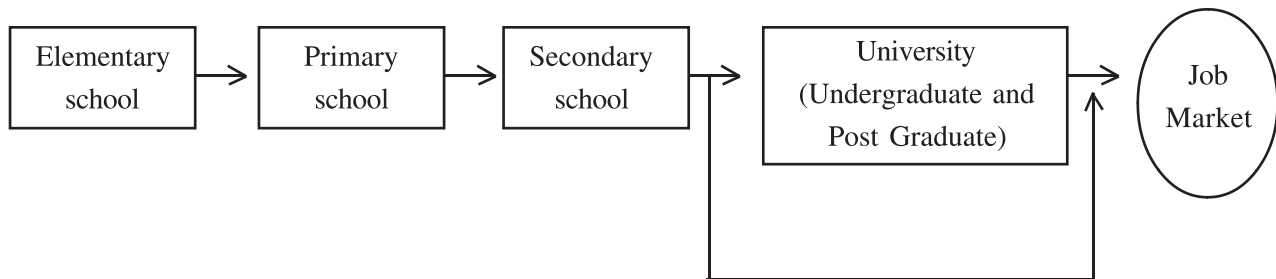 Elementary
school
Primary
school
Secondary
school
University
(Undergraduate and
Post Graduate)
Job
Market